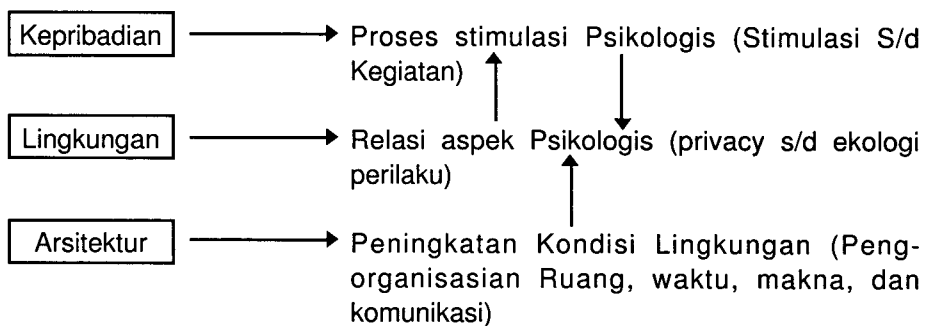 Kepribadian
Proses stimulasi Psikologis (Stimulasi S/d
Kegiatan)
Lingkungan
Relasi aspek Psikologis (privacy s/d ekologi
perilaku)
Arsitektur
Peningkatan Kondisi Lingkungan (Peng-
organisasian Ruang, waktu, makna, dan
komunikasi)